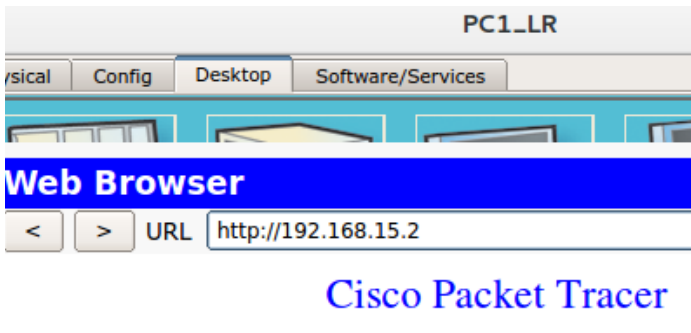 PC1_LR
ysical Config Desktop Software/Services
Web Browser
< > URL http://192.168.15.2
Cisco Packet Tracer